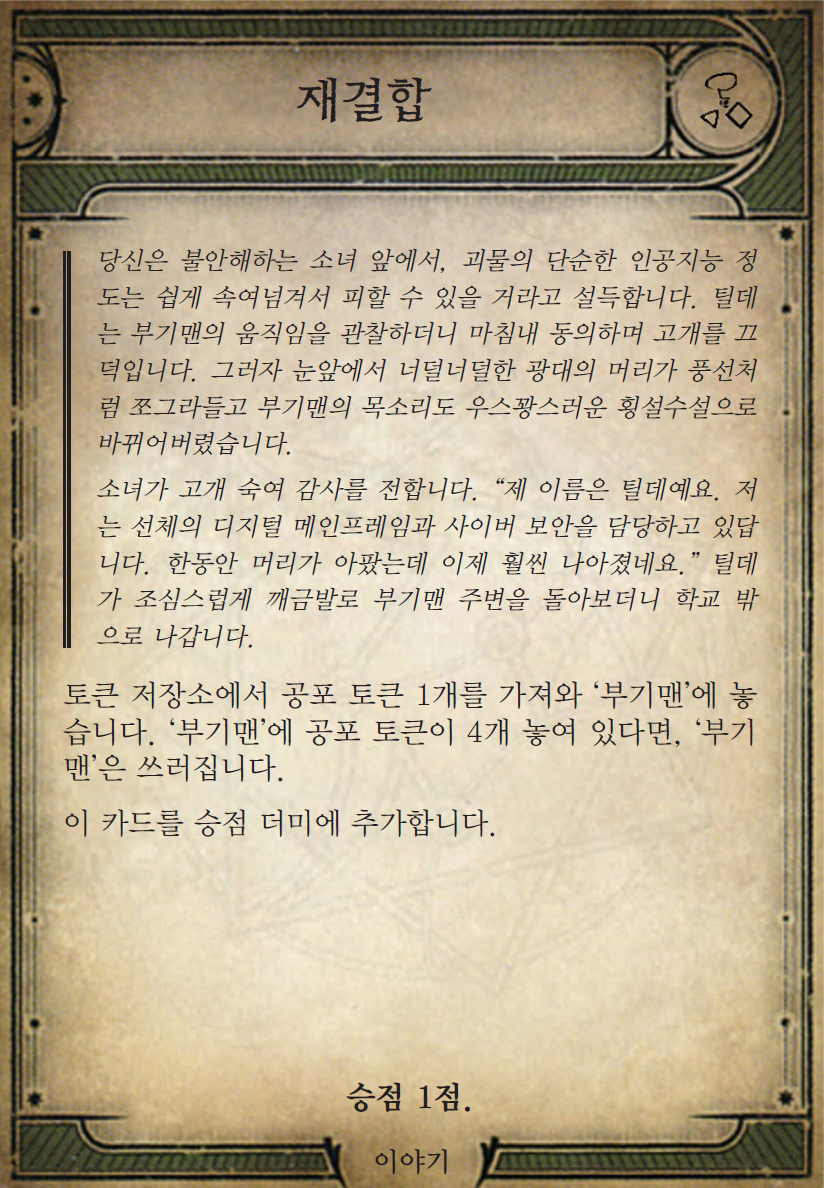 재결합
당신은 불안해하는 소녀 앞에서, 괴물의 단순한 인공지능 정
도는 쉽게 속여넘겨서 피할 수 있을 거라고 설득합니다. 틸데
는 부기맨의 움직임을 관찰하더니 마침내 동의하며 고개를 끄
덕입니다. 그러자 눈앞에서 너덜너덜한 광대의 머리가 풍선처
럼 쪼그라들고 부기맨의 목소리도 우스꽝스러운 횡설수설으로
바뀌어버렸습니다.
소녀가 고개 숙여 감사를 전합니다. “제 이름은 틸데예요. 저
는 선체의 디지털 메인프레임과 사이버 보안을 담당하고 있답
니다. 한동안 머리가 아팠는데 이제 훨씬 나아졌네요.” 틸데
가 조심스럽게 깨금발로 부기맨 주변을 돌아보더니 학교 밖
으로 나갑니다.
토큰 저장소에서 공포 토큰 1개를 가져와 ‘부기맨’에 놓
습니다. ‘부기맨’에 공포 토큰이 4개 놓여 있다면, ‘부기
맨’은 쓰러집니다.
이 카드를 승점 더미에 추가합니다.
승점 1점.
이야기